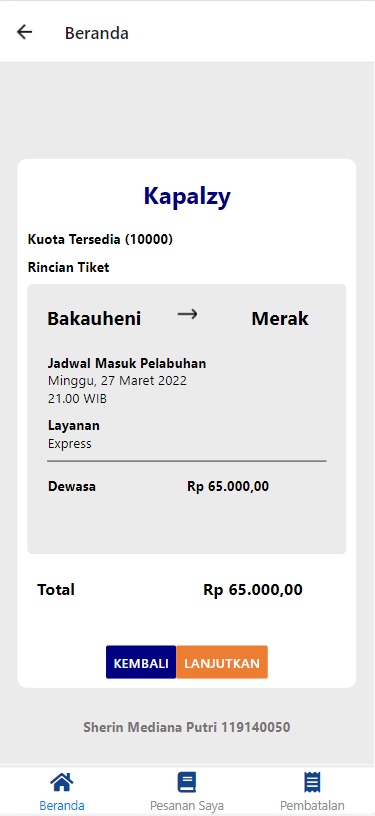 Beranda
Kapalzy
Kuota Tersedia (10000)
Rincian Tiket
Bakauheni → Merak
Jadwal Masuk Pelabuhan
Minggu, 27 Maret 2022
21.00 WIB
Layanan
Express
Dewasa Rp 65.000,00
Total Rp 65.000,00
KEMBALI LANJUTKAN
Sherin Mediana Putri 119140050
Beranda Pesanan Saya Pembatalan